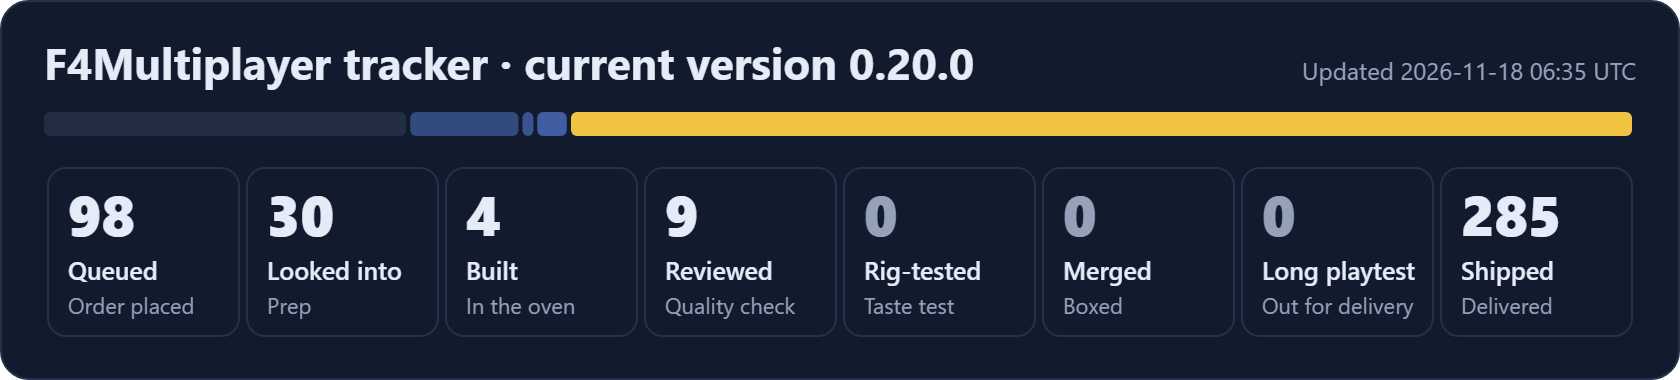 F4Multiplayer tracker · current version 0.20.0
Updated 2026-11-18 06:35 UTC
98
Queued
Order placed
30
Looked into
Prep
4
Built
In the oven
9
Reviewed
Quality check
0
Rig-tested
Taste test
0
Merged
Boxed
0
Long playtest
Out for delivery
285
Shipped
Delivered